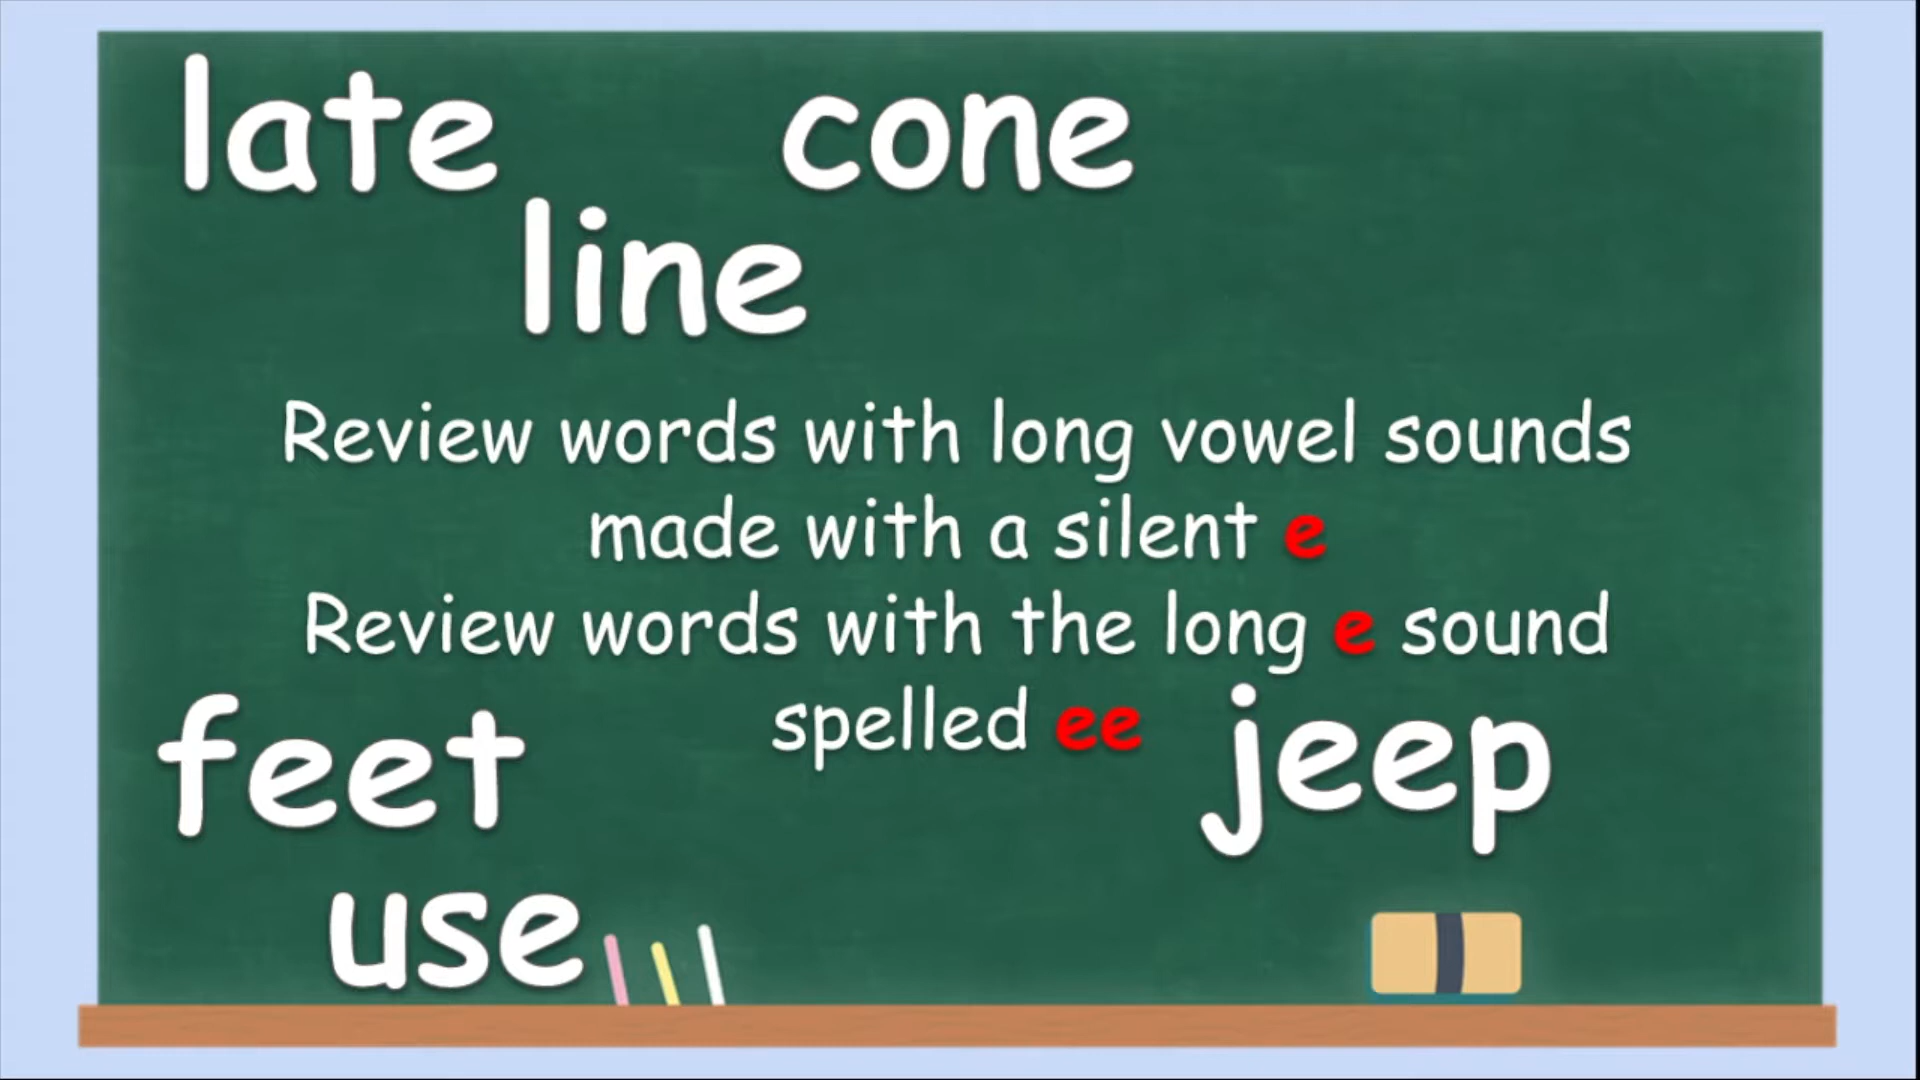 late cone
line
Review words with long vowel sounds
made with a silent e
Review words with the long e sound
spelled ee
feet jeep
use